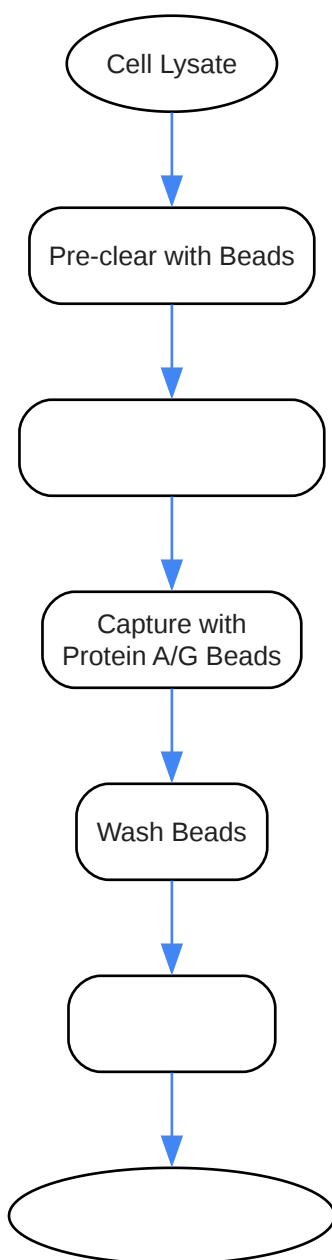 Cell Lysate
Pre-clear with Beads
Capture with
Protein A/G Beads
Wash Beads